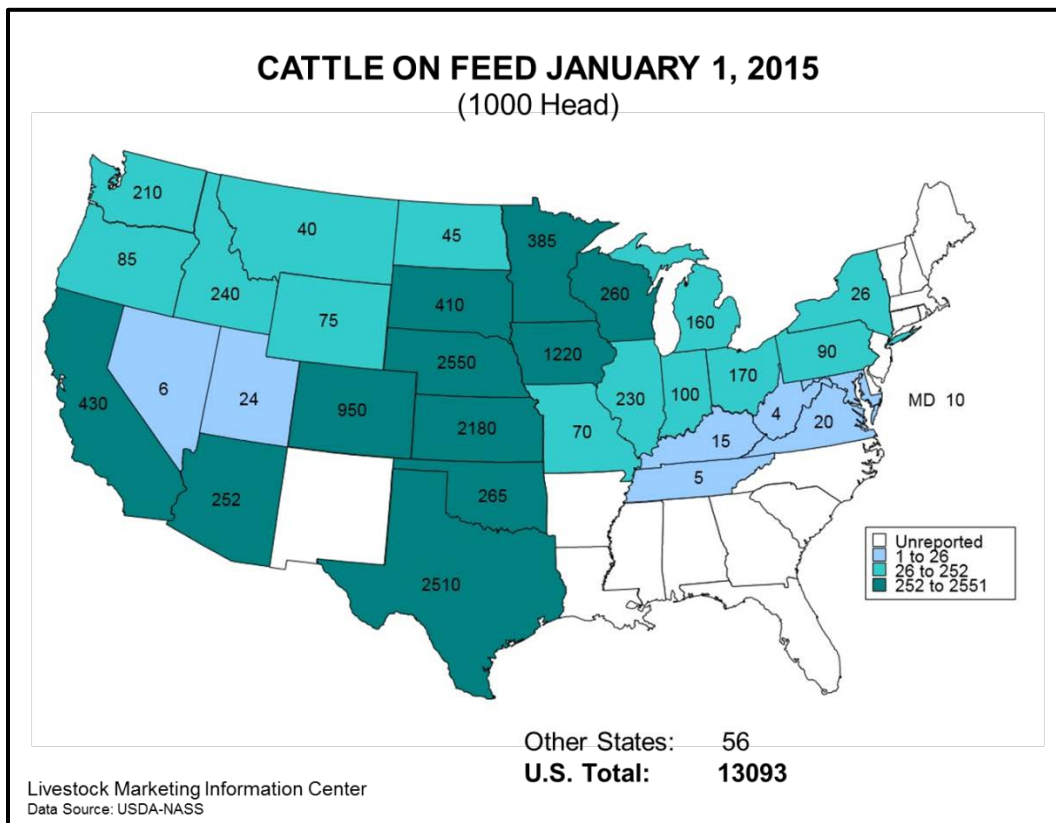 CATTLE ON FEED JANUARY 1, 2015
(1000 Head)
210
40
45
385
85
240
75
410
260
160
26
2550
1220
90
430
6
24
950
2180
70
230
100
170
4
20
15
MD 10
252
265
5
2510
Unreported
1 to 26
26 to 252
252 to 2551
Other States: 56
U.S. Total: 13093
Livestock Marketing Information Center
Data Source: USDA-NASS